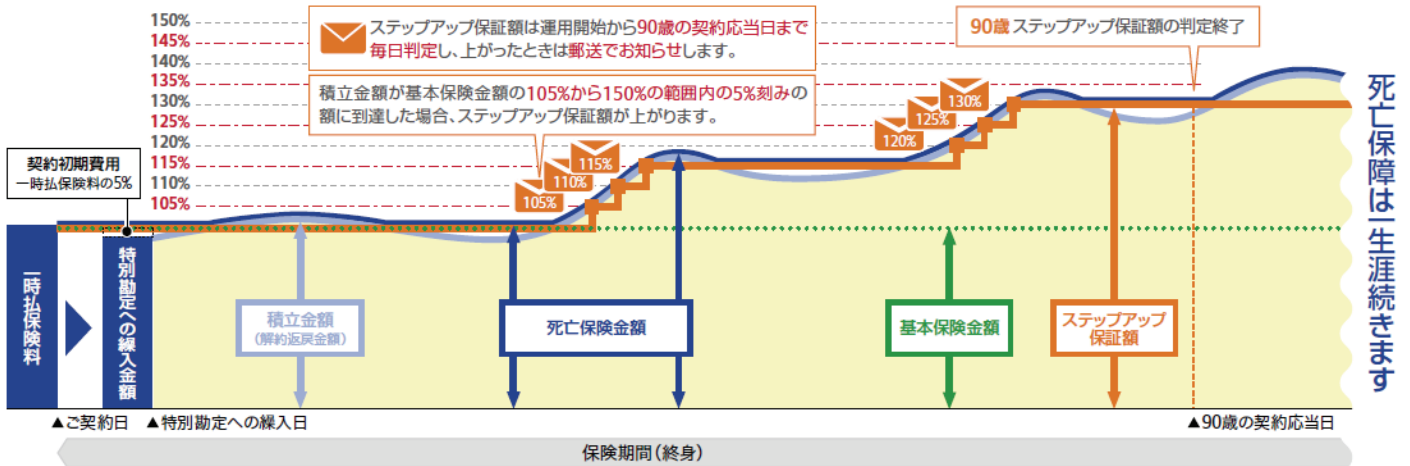 150%
145%
140%
135%
130%
125%
120%
115%
110%
105%
ステップアップ保証額は運用開始から90歳の契約応当日まで
毎日判定し、上がったときは郵送でお知らせします。
積立金額が基本保険金額の105%から150%の範囲内の5%刻みの
額に到達した場合、ステップアップ保証額が上がります。
90歳 ステップアップ保証額の判定終了
契約初期費用
一時払保険料の5%
105%
110%
115%
120%
125%
130%
一時払保険料
特別勘定への繰入金額
積立金額
(解約返戻金額)
死亡保険金額
基本保険金額
ステップアップ
保証額
死亡保障は一生涯続きます
▲ご契約日
▲特別勘定への繰入日
▲90歳の契約応当日
保険期間(終身)